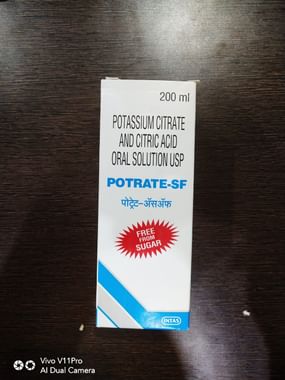 200 ml
POTASSIUM CITRATE
AND CITRIC ACID
ORAL SOLUTION USP
POTRATE-SF
पोट्रेट-ॲसॲफ
FREE
FROM
SUGAR
INTAS
Vivo V11Pro
AI Dual Camera